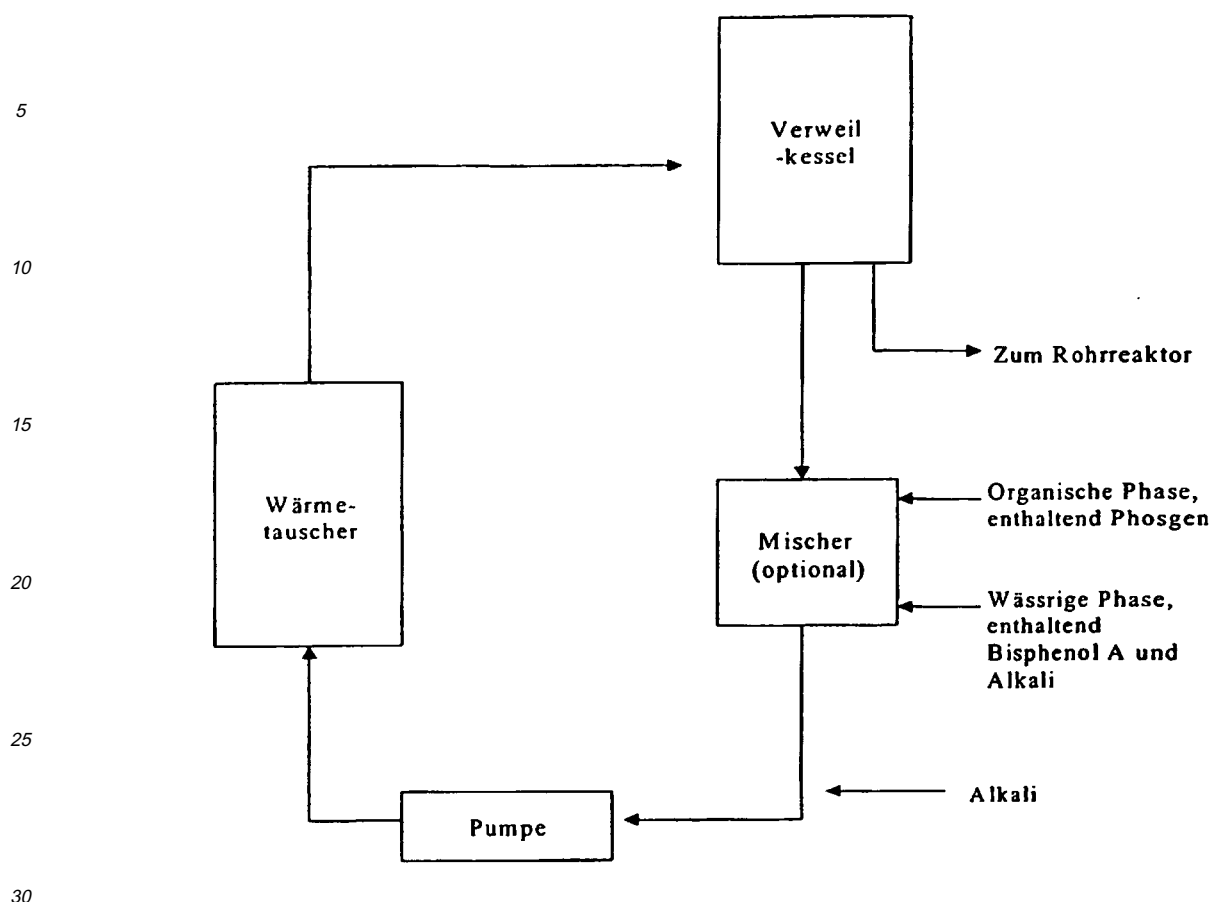 5
Verweil
-kessel
10
Zum Rohrreaktor
15
Wärme-
tauscher
Organische Phase,
enthaltend Phosgen
Mischer
(optional)
20
Wässrige Phase,
enthaltend
Bisphenol A und
Alkali
25
Alkali
Pumpe
30